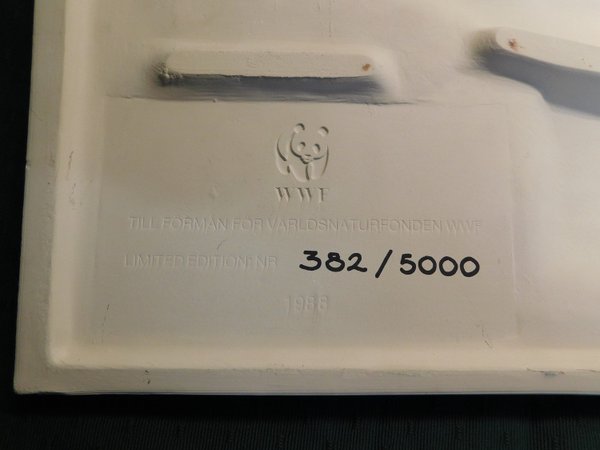 WWF
TILL FÖRMÅN FÖR VÄRLDSNATURFONDEN WWF
LIMITED EDITION: NR 382/5000
1988